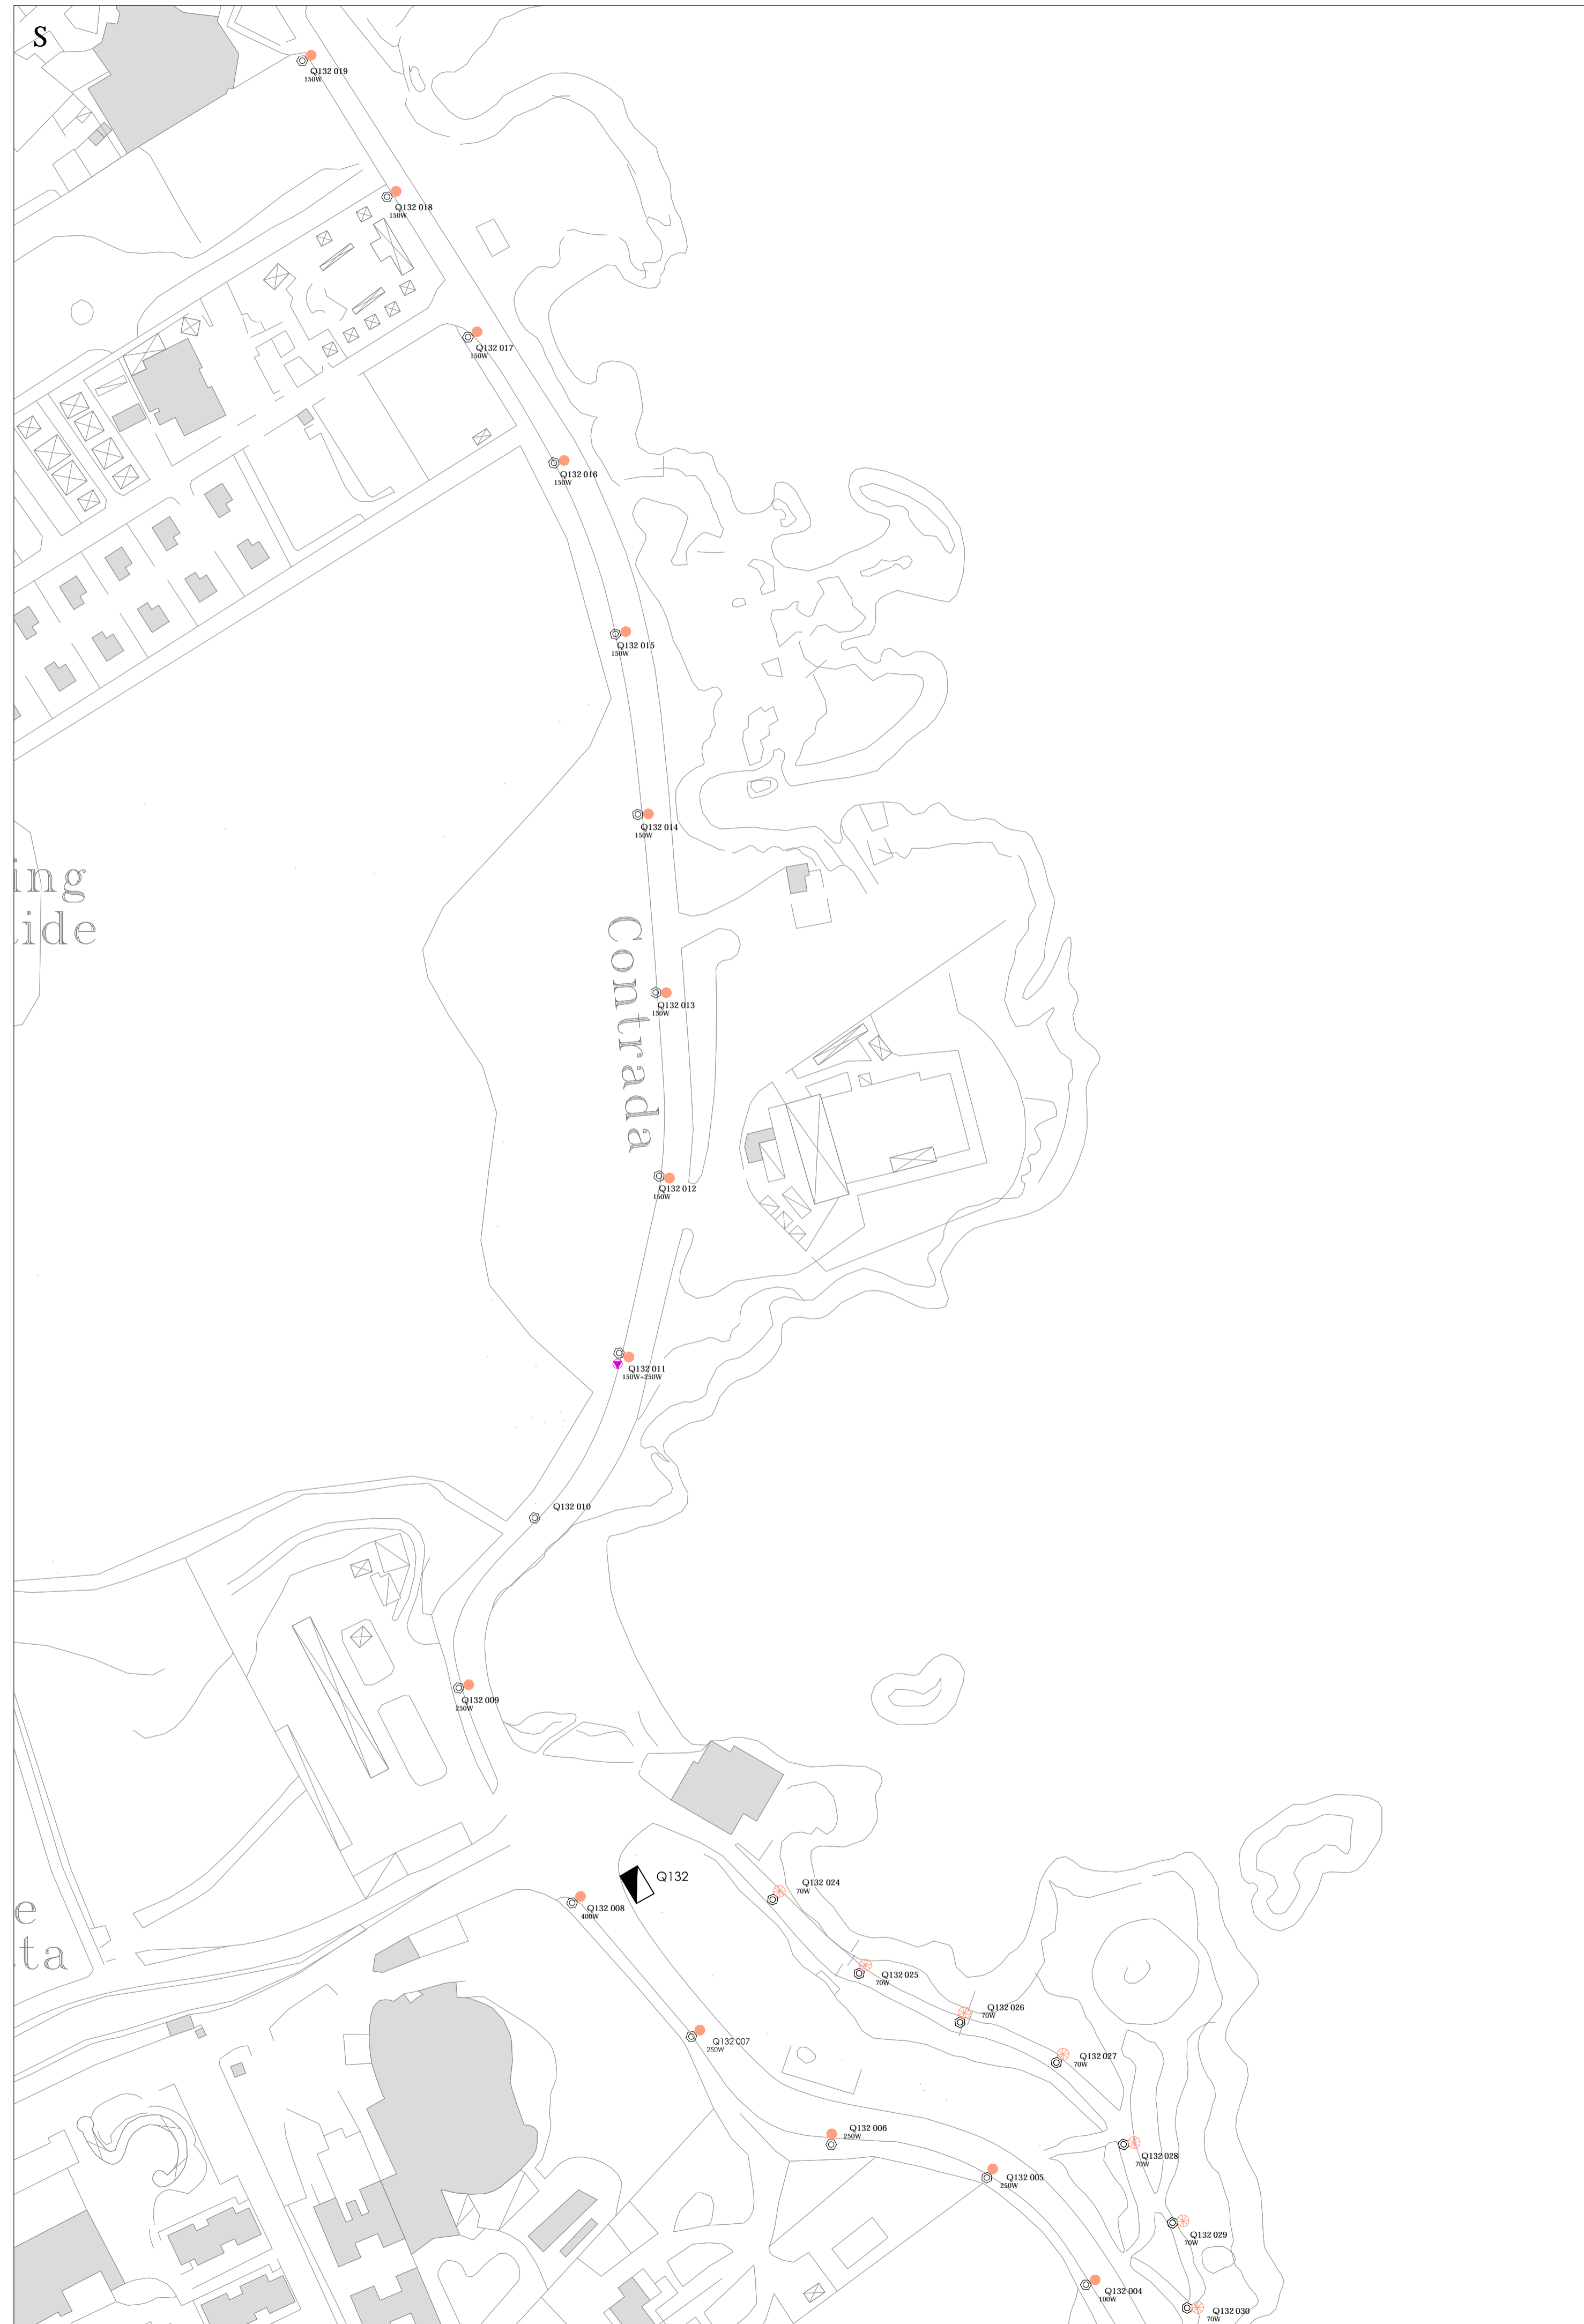 S
Q132 019
150W
Q132 018
150W
Q132 017
150W
Q132 016
150W
Q132 015
150W
Q132 014
150W
ing
ide
Contrada
Q132 013
150W
Q132 012
150W
Q132 011
150W+250W
Q132 010
Q132 009
250W
Q132
Q132 008
400W
Q132 024
70W
e
ta
Q132 025
70W
Q132 026
70W
Q132 007
250W
Q132 027
70W
Q132 006
250W
Q132 028
70W
Q132 005
250W
Q132 029
70W
Q132 004
100W
Q132 030
70W